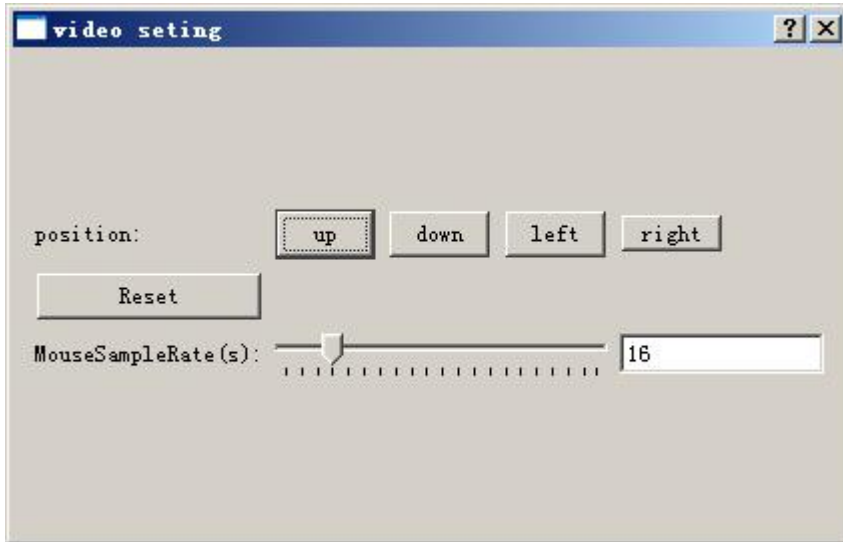 video seting
position: up down left right
Reset
MouseSampleRate(s): 16